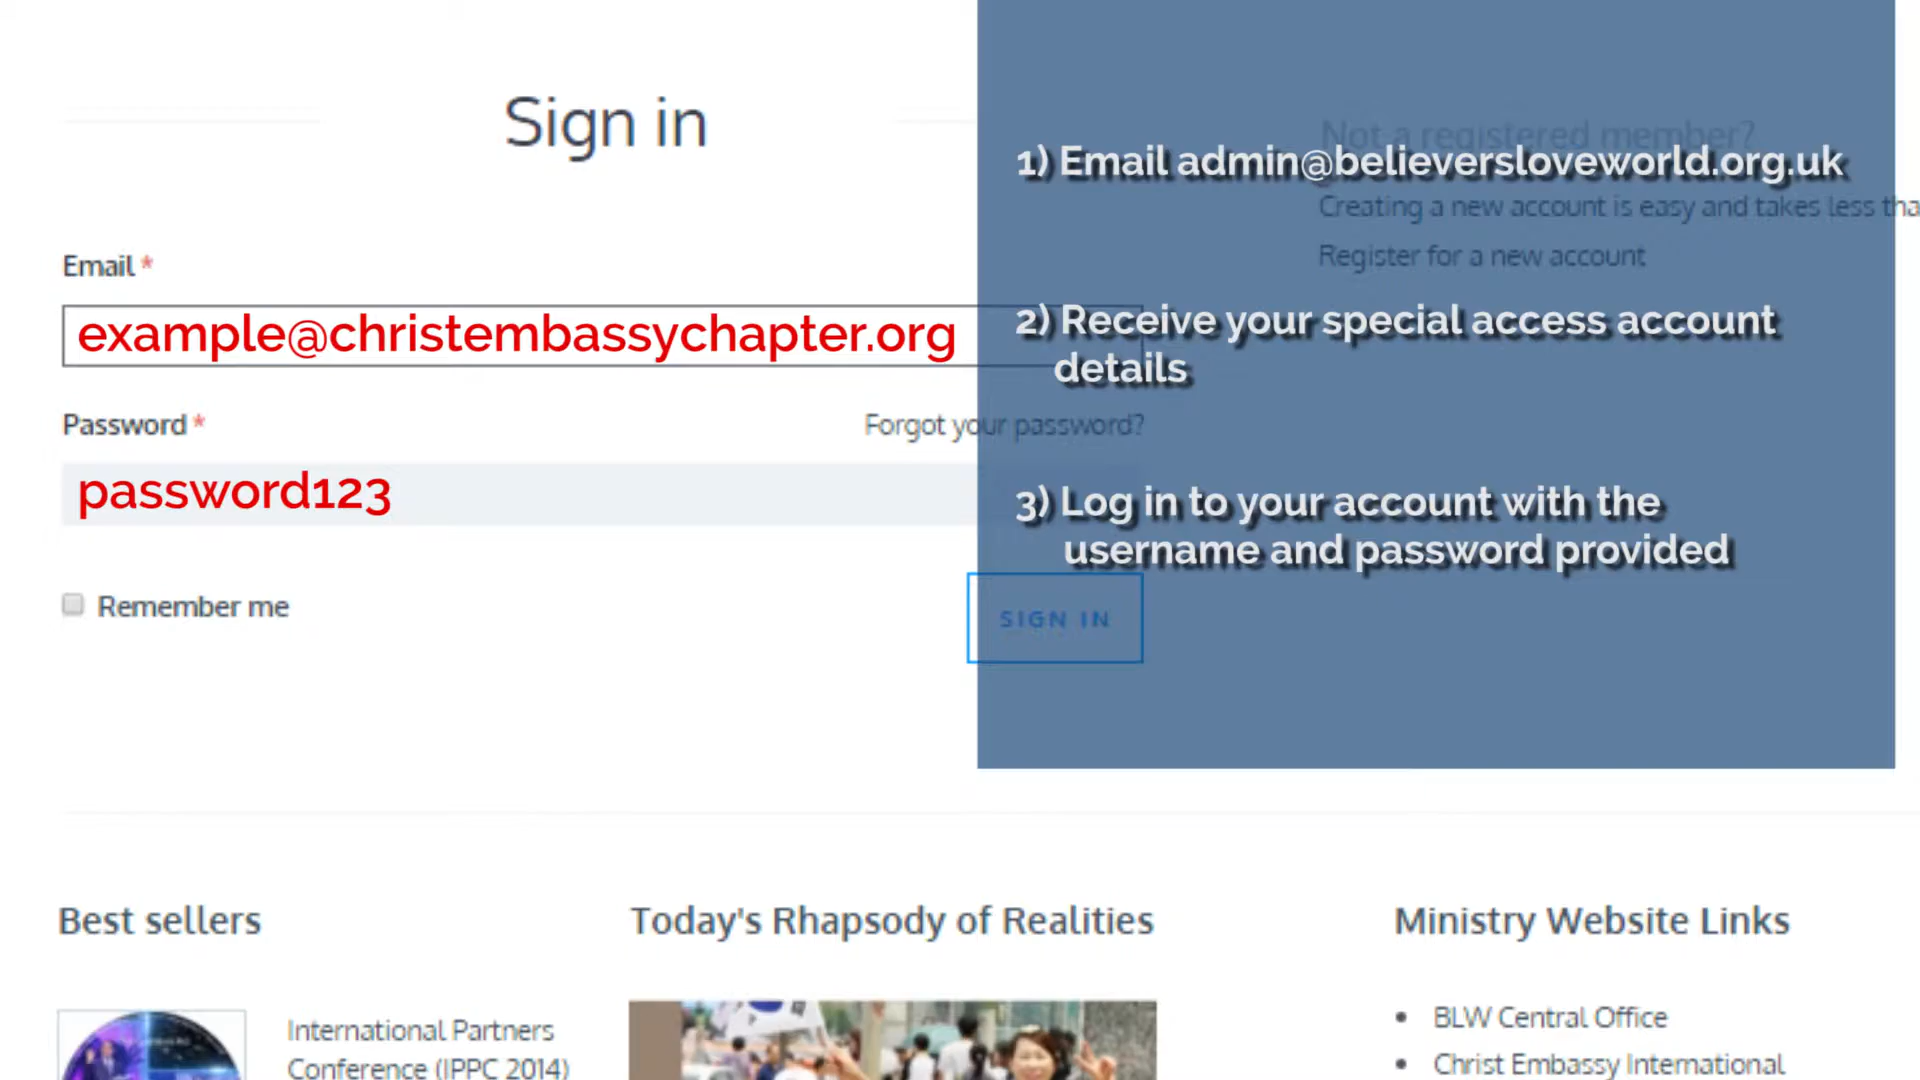 Sign in
Email *
example@christembassychapter.org
Password *
Forgot your password?
password123
Remember me
SIGN IN
Not a registered member?
1) Email admin@believersloveworld.org.uk
Creating a new account is easy and takes less
Register for a new account
2) Receive your special access account
details
3) Log in to your account with the
username and password provided
Best sellers
International Partners
Conference (IPPC 2014)
Today's Rhapsody of Realities
Ministry Website Links
• BLW Central Office
• Christ Embassy International